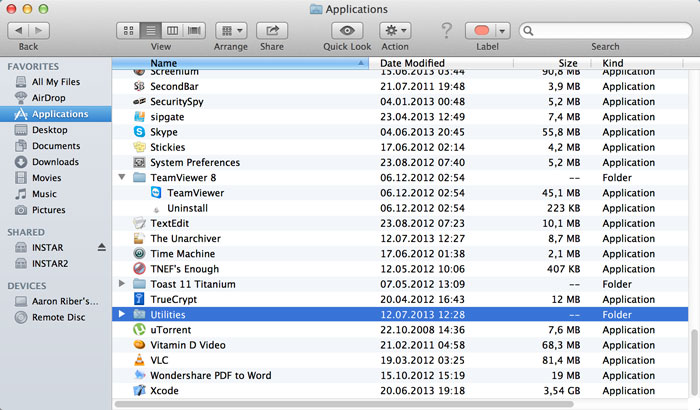 Applications
Back View Arrange Share Quick Look Action Label Search
FAVORITES
All My Files
AirDrop
Applications
Desktop
Documents
Downloads
Movies
Music
Pictures
SHARED
INSTAR
INSTAR2
DEVICES
Aaron Riber's...
Remote Disc
Name Date Modified Size Kind
Screenium 15.06.2013 03:44 90,8 MB Application
SecondBar 21.07.2011 19:48 3,9 MB Application
SecuritySpy 04.01.2013 00:48 5,2 MB Application
sipgate 23.04.2013 12:49 7,4 MB Application
Skype 04.06.2013 20:45 55,8 MB Application
Stickies 17.06.2012 02:14 4,2 MB Application
System Preferences 23.08.2012 07:40 5,2 MB Application
TeamViewer 8 06.12.2012 02:54 -- Folder
TeamViewer 06.12.2012 02:54 45,1 MB Application
Uninstall 06.12.2012 02:54 223 KB Application
TextEdit 23.08.2012 07:23 10,1 MB Application
The Unarchiver 12.07.2013 12:27 8,7 MB Application
Time Machine 30.08.2012 01:37 2,1 MB Application
TNEF's Enough 12.05.2012 10:06 407 KB Application
Toast 11 Titanium 07.05.2012 13:09 -- Folder
TrueCrypt 20.04.2012 16:43 12 MB Application
Utilities 12.07.2013 12:28 -- Folder
uTorrent 22.10.2008 14:36 7,6 MB Application
Vitamin D Video 21.02.2011 04:58 68,3 MB Application
VLC 19.03.2012 03:25 81,4 MB Application
Wondershare PDF to Word 15.10.2012 15:19 19 MB Application
Xcode 20.06.2013 19:18 3,54 GB Application